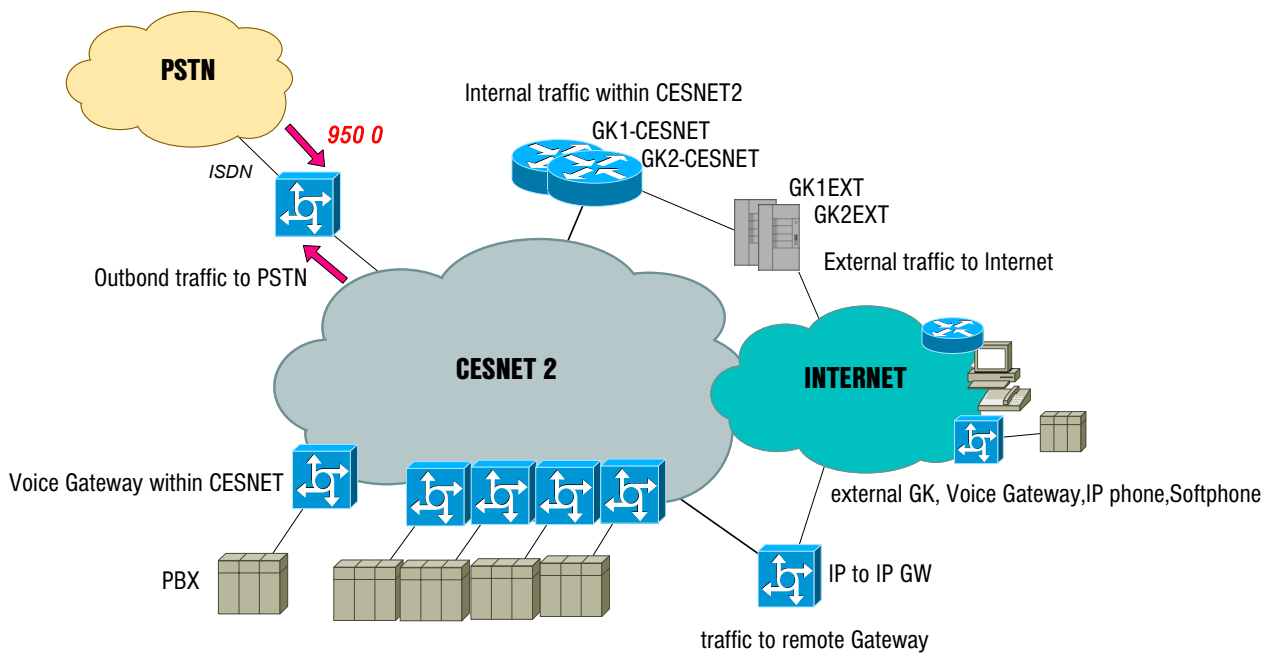 PSTN
950 0
ISDN
Outbond traffic to PSTN
Internal traffic within CESNET2
GK1-CESNET
GK2-CESNET
GK1EXT
GK2EXT
External traffic to Internet
CESNET 2
INTERNET
Voice Gateway within CESNET
external GK, Voice Gateway,IP phone,Softphone
PBX
IP to IP GW
traffic to remote Gateway